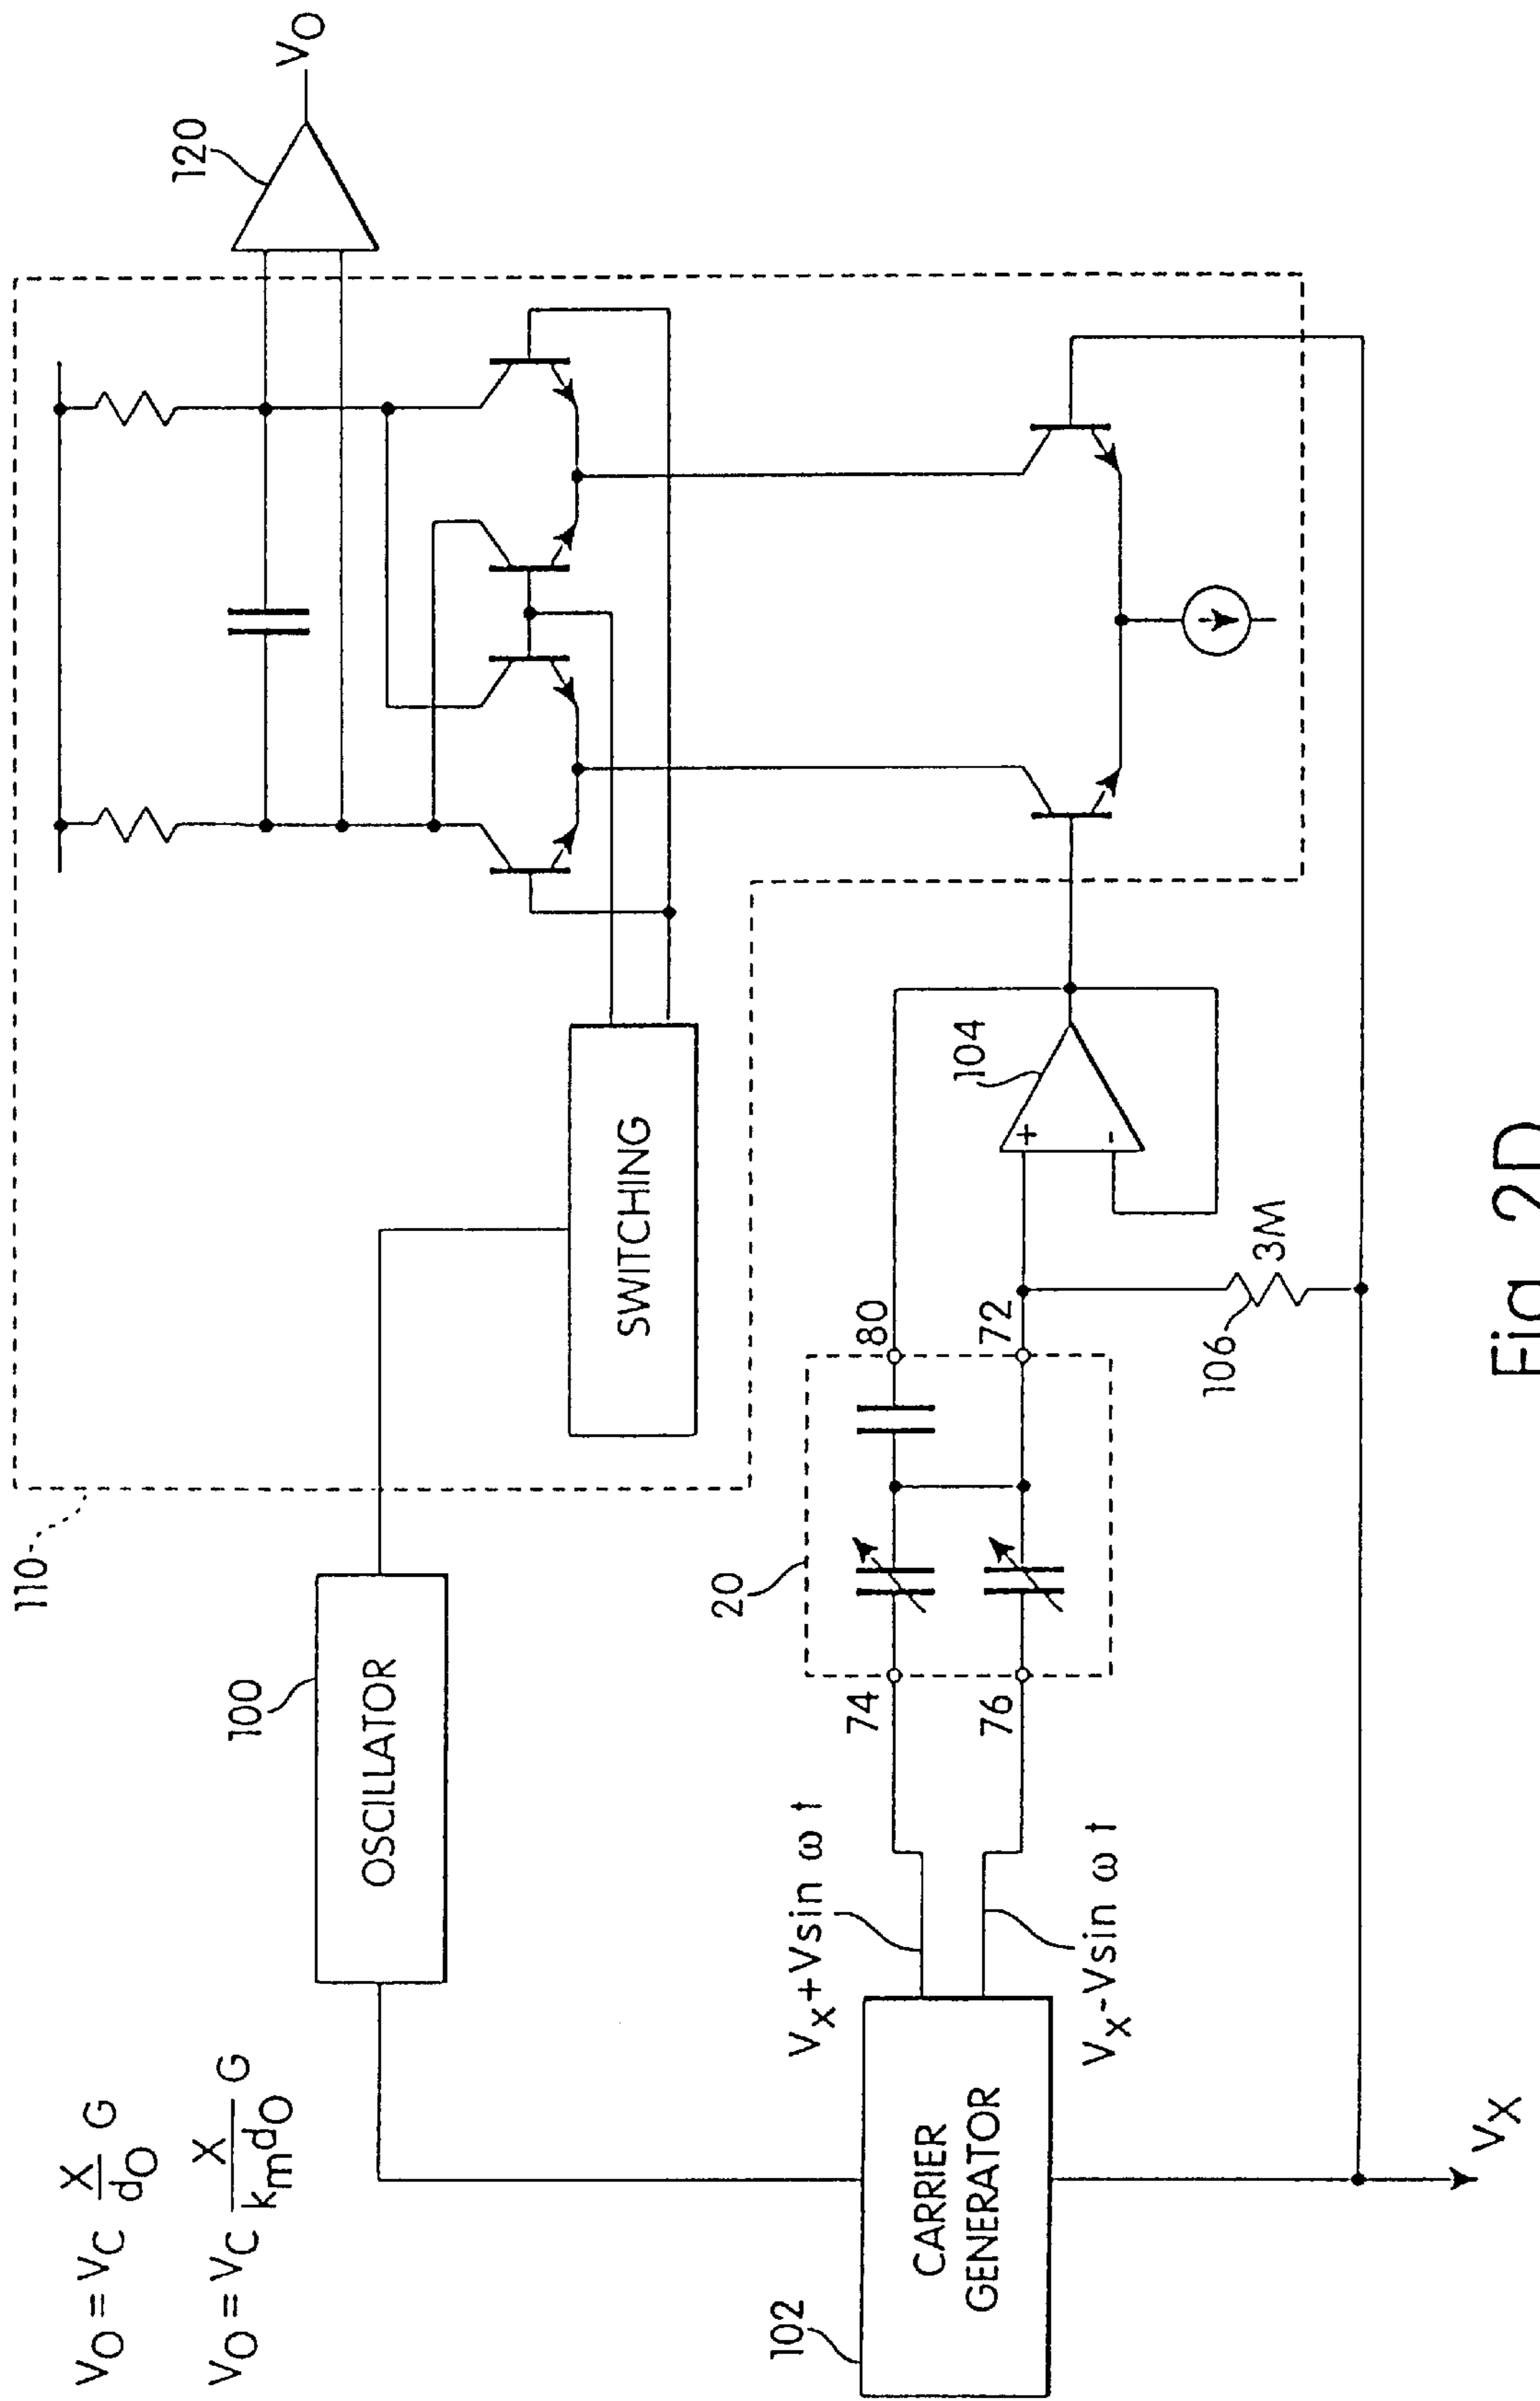 V_O = V_C X/d_O G
V_O = V_C X/k_m d_O G
110
100
OSCILLATOR
120
V_O
SWITCHING
102
CARRIER
GENERATOR
V_x+Vsin ω t
V_x-Vsin ω t
74
76
20
80
72
104
+
-
106
3M
V_X
Fig. 2D